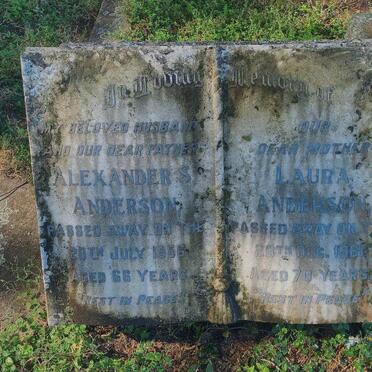 In Loving Memory of
MY BELOVED HUSBAND
AND OUR DEAR FATHER
ALEXANDER S.
ANDERSON
PASSED AWAY ON THE
JULY
AGED 66 YEARS
REST IN PEACE
OUR
DEAR MOTHER
LAURA
ANDERSON
PASSED AWAY ON
DEC.
AGED 70 YEARS
REST IN PEACE